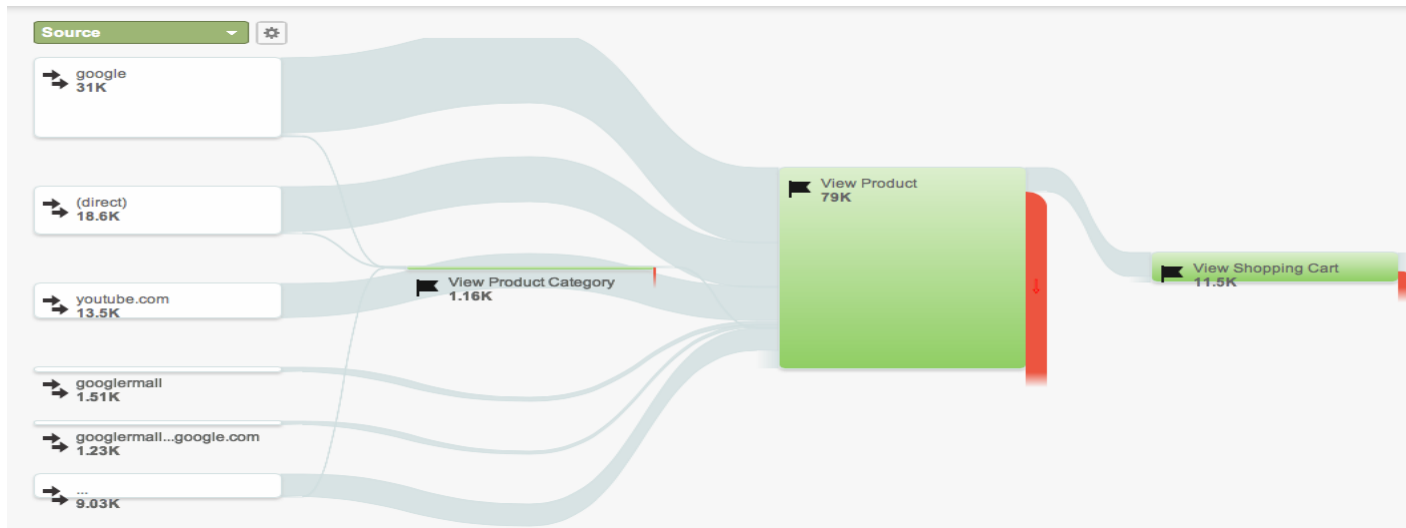 Source
google
31K
(direct)
18.6K
youtube.com
13.5K
googlermall
1.51K
googlermall...google.com
1.23K
...
9.03K
View Product Category
1.16K
View Product
79K
View Shopping Cart
11.5K